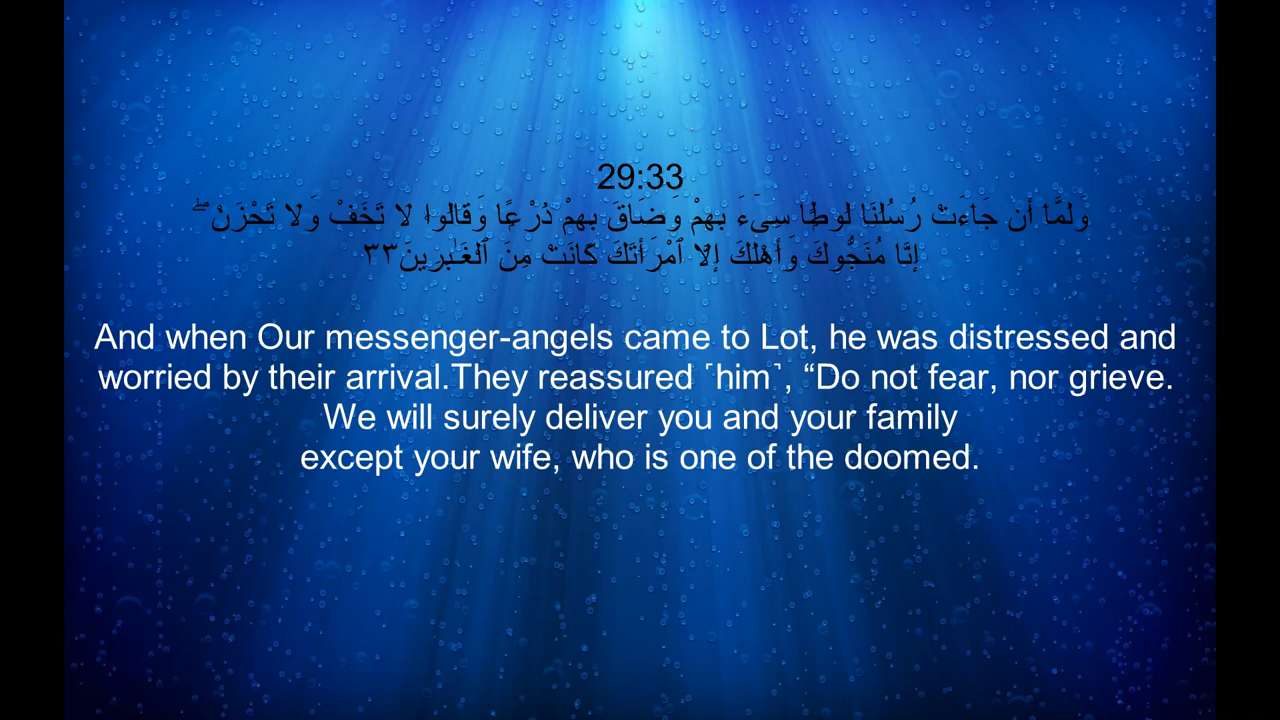 29:33
وَلَمَّا أَن جَآءَتْ رُسُلُنَا لُوطًا سِىٓءَ بِهِمْ وَضَاقَ بِهِمْ ذَرْعًا وَقَالُوا۟ لَا تَخَفْ وَلَا تَحْزَنْ ۖ
إِنَّا مُنَجُّوكَ وَأَهْلَكَ إِلَّا ٱمْرَأَتَكَ كَانَتْ مِنَ ٱلْغَـٰبِرِينَ٣٣
And when Our messenger-angels came to Lot, he was distressed and
worried by their arrival.They reassured ˹him˺, “Do not fear, nor grieve.
We will surely deliver you and your family
except your wife, who is one of the doomed.